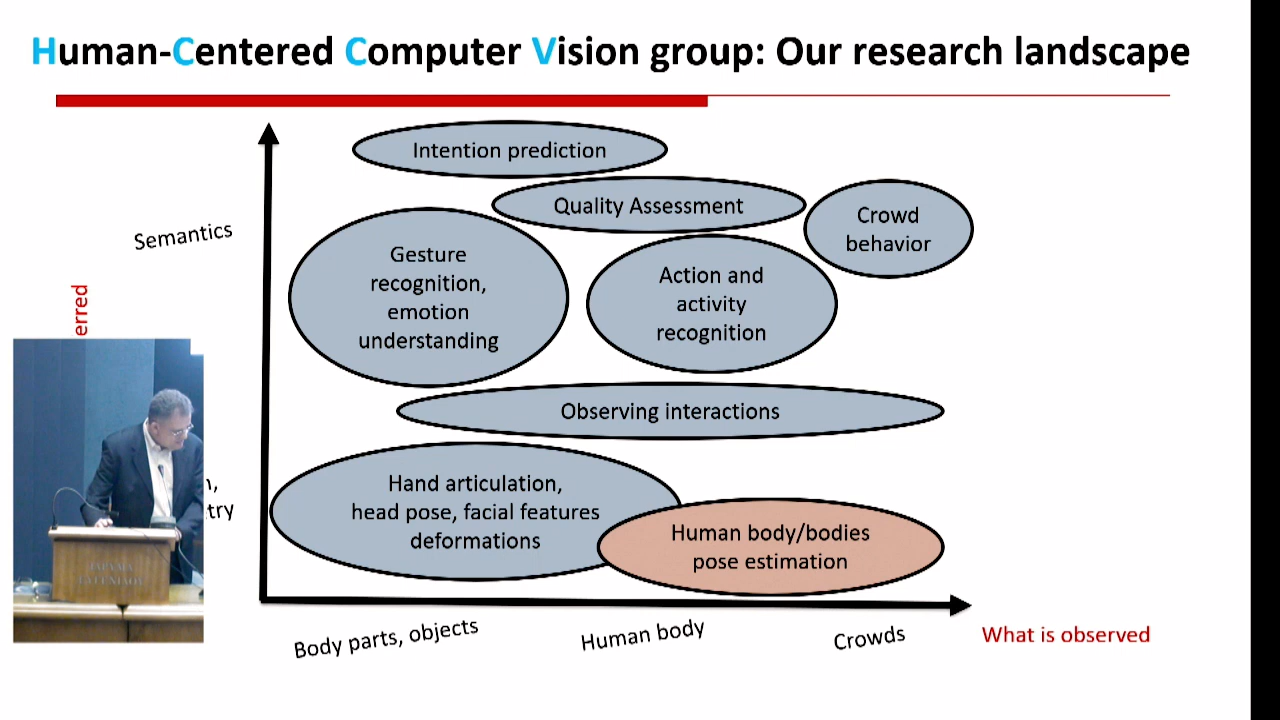 Human-Centered Computer Vision group: Our research landscape
Intention prediction
Quality Assessment
Crowd
behavior
Semantics
Gesture
recognition,
emotion
understanding
Action and
activity
recognition
erred
Observing interactions
Hand articulation,
head pose, facial features
deformations
Human body/bodies
pose estimation
try
Body parts, objects
Human body
Crowds
What is observed